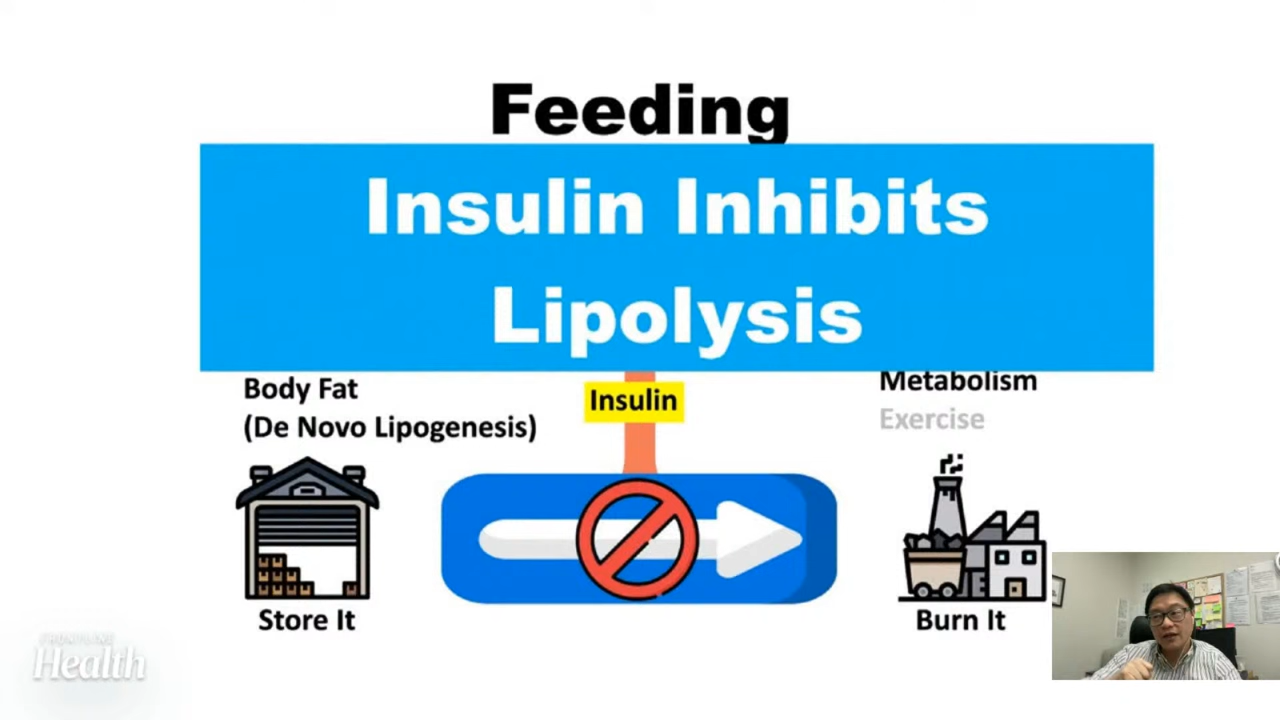 Feeding
Insulin Inhibits
Lipolysis
Body Fat
(De Novo Lipogenesis)
Insulin
Metabolism
Exercise
Store It
Burn It
Health